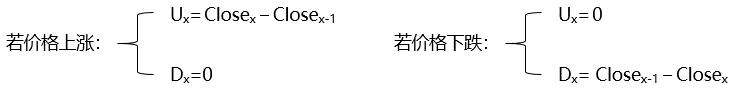 若价格上涨：
Uₓ= Closeₓ – Closeₓ₋₁
Dₓ=0
若价格下跌：
Uₓ=0
Dₓ= Closeₓ₋₁ – Closeₓ